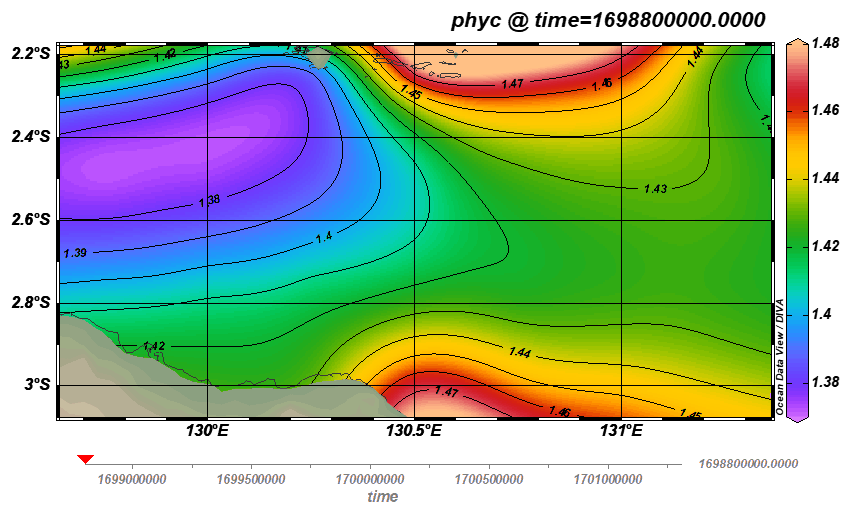 phyc @ time=1698800000.0000
2.2°S
2.4°S
2.6°S
2.8°S
3°S
1.44
1.42
43
1.45
1.47
1.46
1.44
1.43
1.38
1.39
1.4
1.42
1.44
1.47
1.46
1.45
130°E
130.5°E
131°E
1.48
1.46
1.44
1.42
1.4
1.38
Ocean Data View / DIVA
1699000000
1699500000
1700000000
1700500000
1701000000
1698800000.0000
time